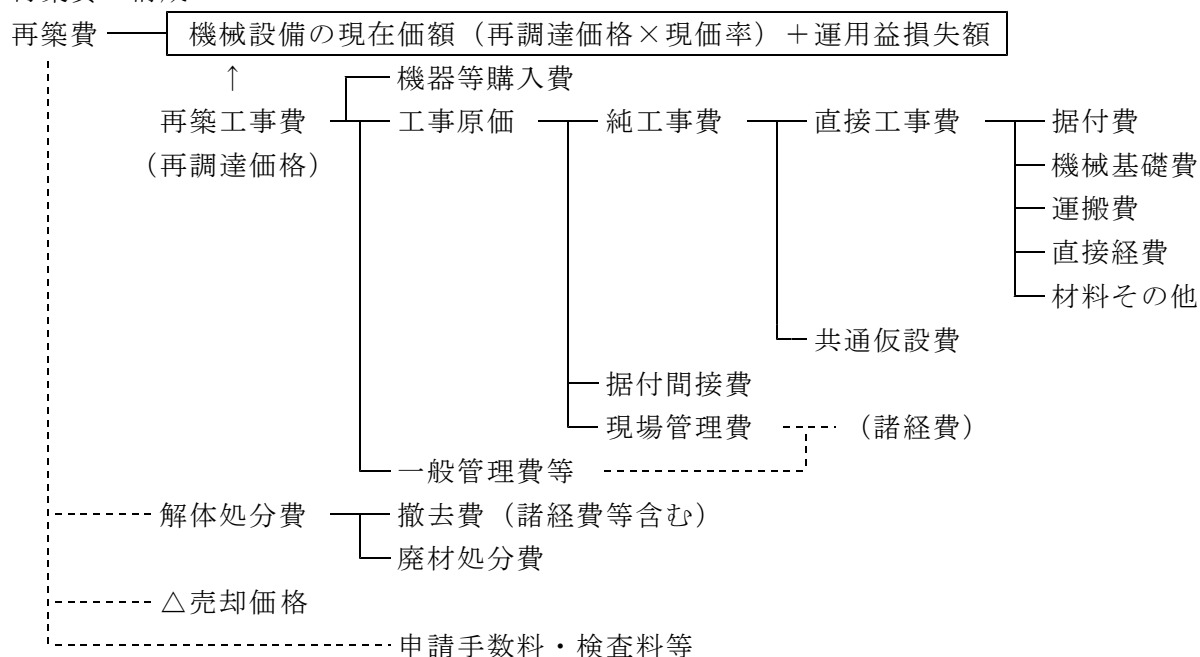 再築費 機械設備の現在価額（再調達価格×現価率）＋運用益損失額
↑ 機器等購入費
再築工事費 工事原価 純工事費 直接工事費 据付費
（再調達価格） 機械基礎費
運搬費
直接経費
材料その他
共通仮設費
据付間接費
現場管理費 （諸経費）
一般管理費等
解体処分費 撤去費（諸経費等含む）
廃材処分費
△売却価格
申請手数料・検査料等